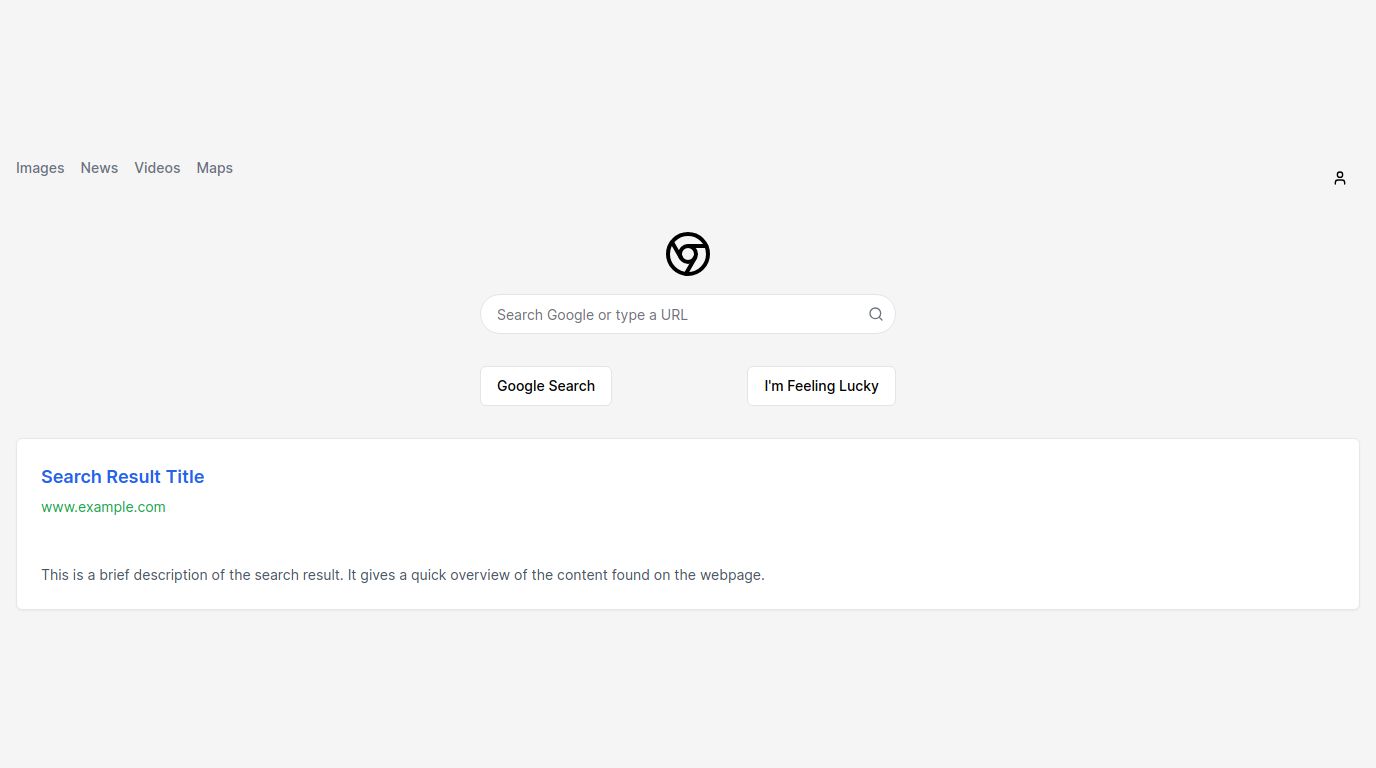 Images News Videos Maps
Search Google or type a URL
Google Search
I'm Feeling Lucky
Search Result Title
www.example.com
This is a brief description of the search result. It gives a quick overview of the content found on the webpage.